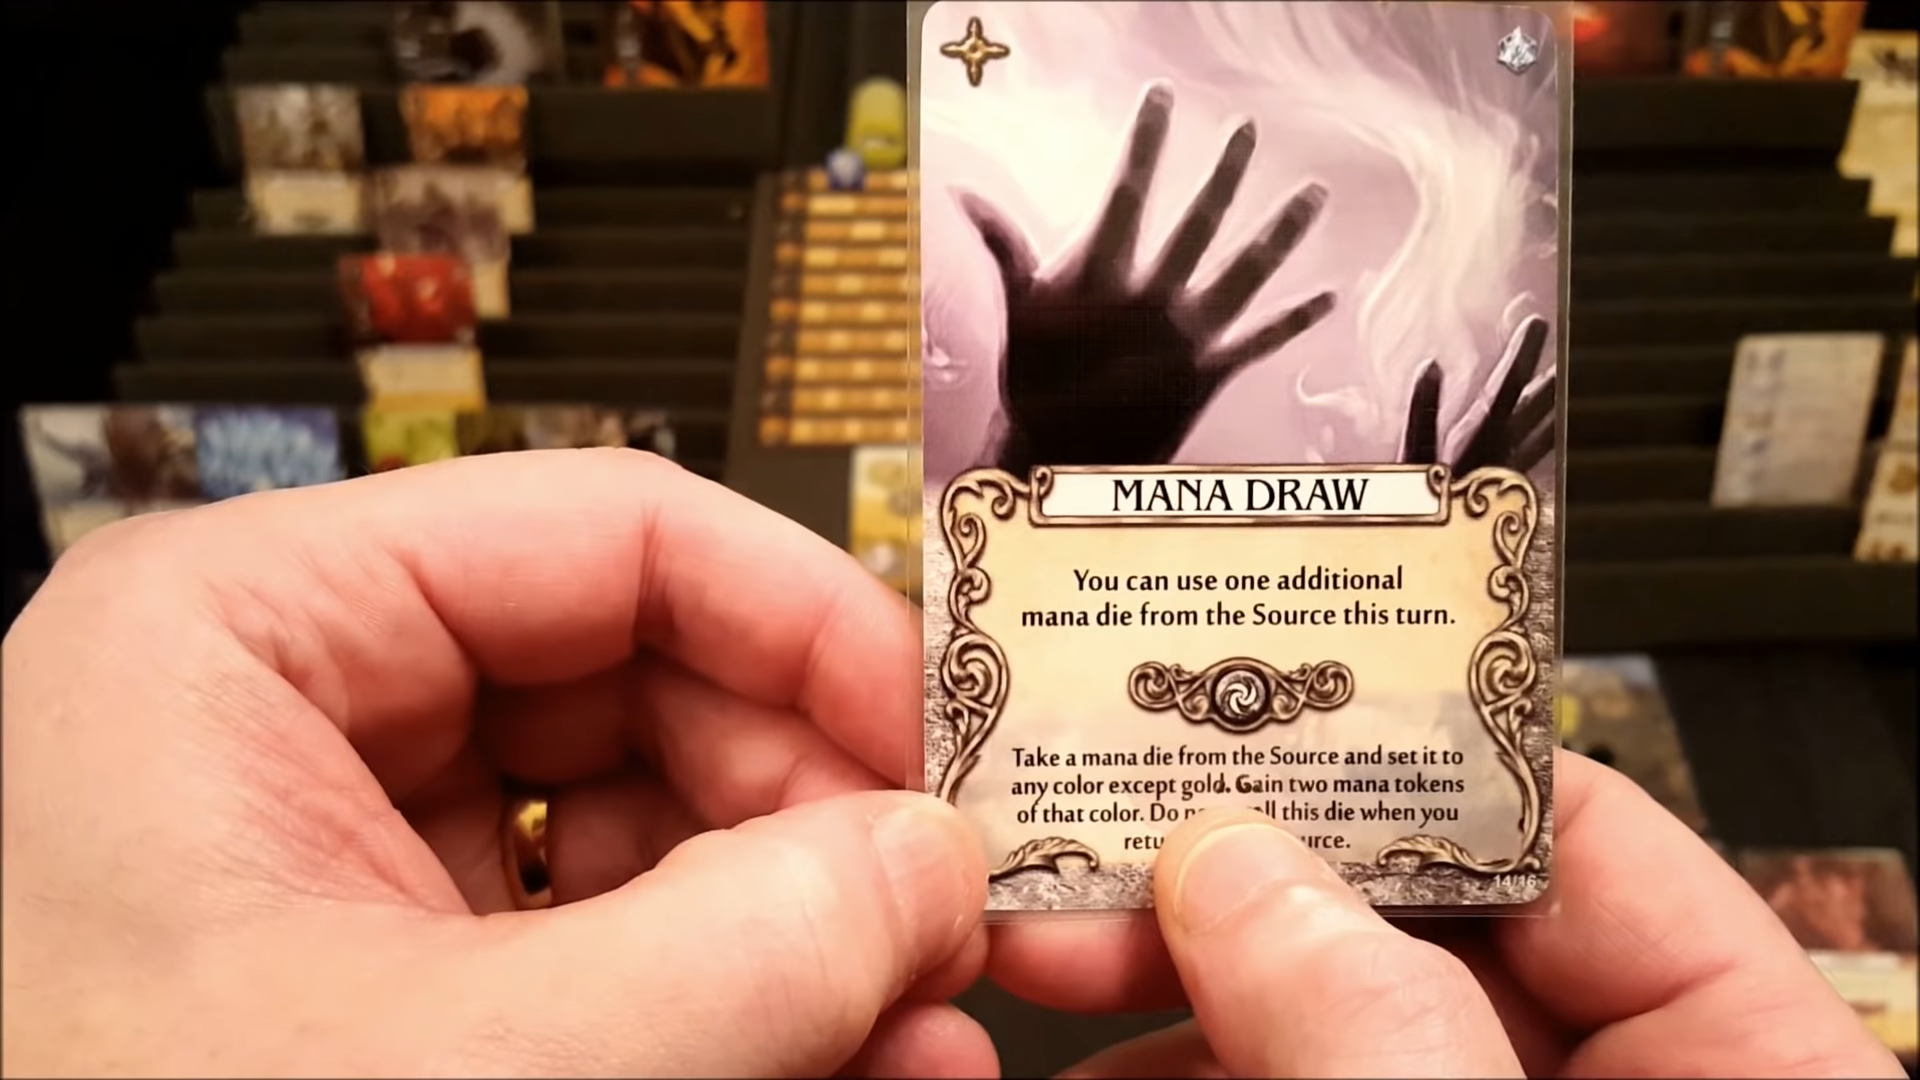 MANA DRAW
You can use one additional
mana die from the Source this turn.
Take a mana die from the Source and set it to
any color except gold. Gain two mana tokens
of that color. Do this die when you
14/16